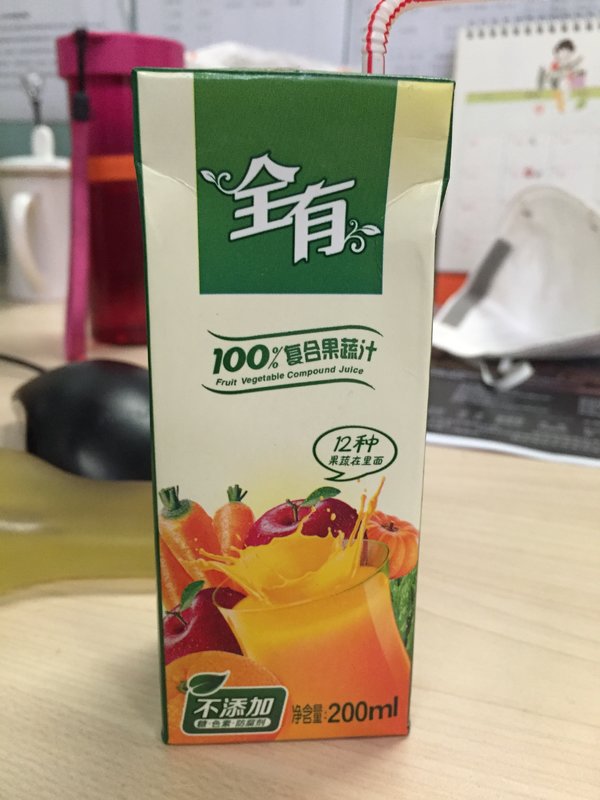 全有
100%复合果蔬汁
Fruit Vegetable Compound Juice
12种
果蔬在里面
不添加
糖·色素·防腐剂
净含量:200ml